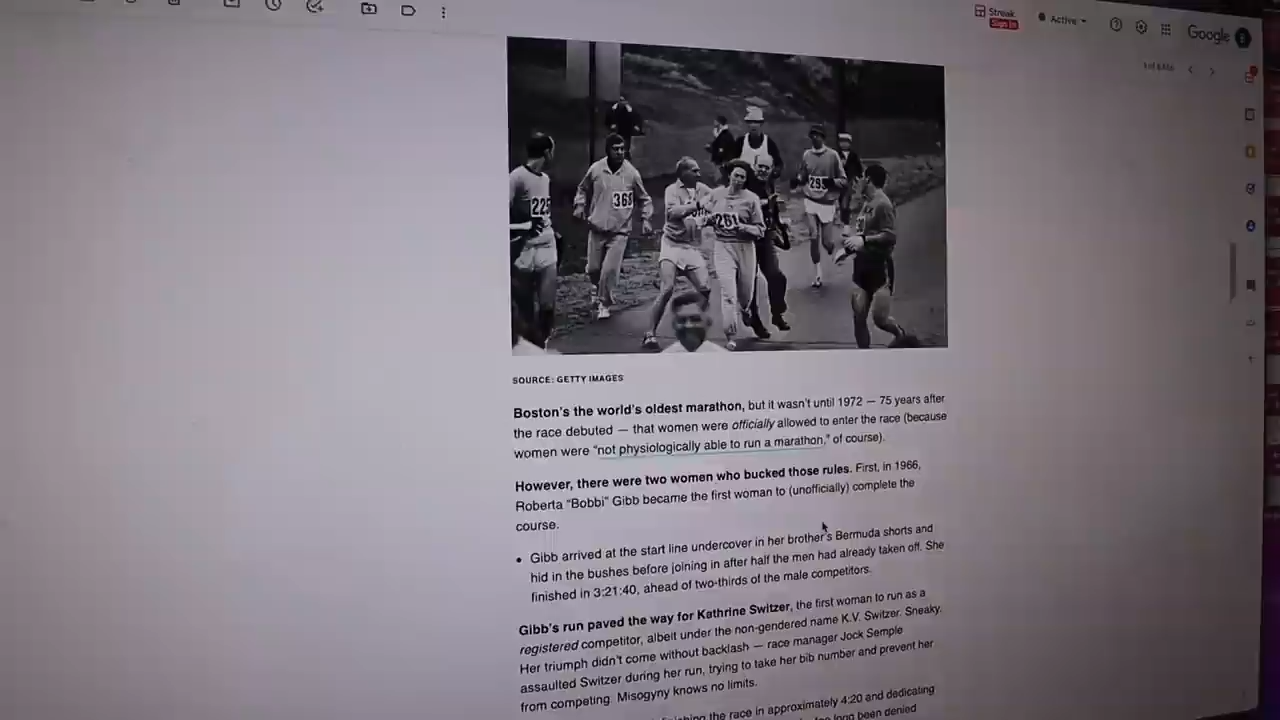 Streak
Sign in
Active
Google
225
368
261
295
SOURCE: GETTY IMAGES
Boston's the world's oldest marathon, but it wasn't until 1972 — 75 years after
the race debuted — that women were officially allowed to enter the race (because
women were "not physiologically able to run a marathon," of course).
However, there were two women who bucked those rules. First, in 1966,
Roberta "Bobbi" Gibb became the first woman to (unofficially) complete the
course.
• Gibb arrived at the start line undercover in her brother's Bermuda shorts and
hid in the bushes before joining in after half the men had already taken off. She
finished in 3:21:40, ahead of two-thirds of the male competitors.
Gibb's run paved the way for Kathrine Switzer, the first woman to run as a
registered competitor, albeit under the non-gendered name K.V. Switzer. Sneaky.
Her triumph didn't come without backlash — race manager Jock Semple
assaulted Switzer during her run, trying to take her bib number and prevent her
from competing. Misogyny knows no limits.
the race in approximately 4:20 and dedicating
long been denied